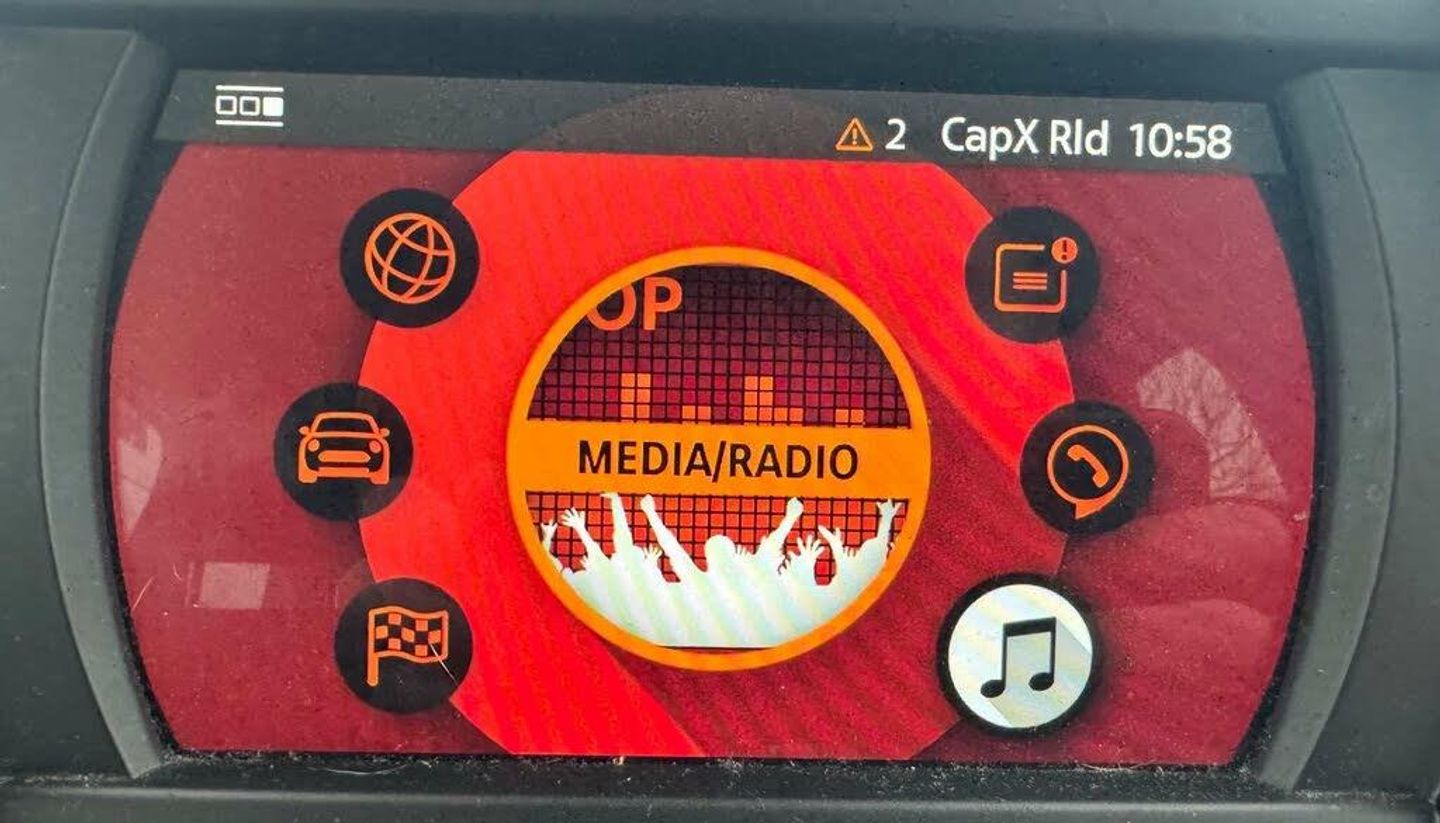 2 CapX Rld 10:58
OP
MEDIA/RADIO